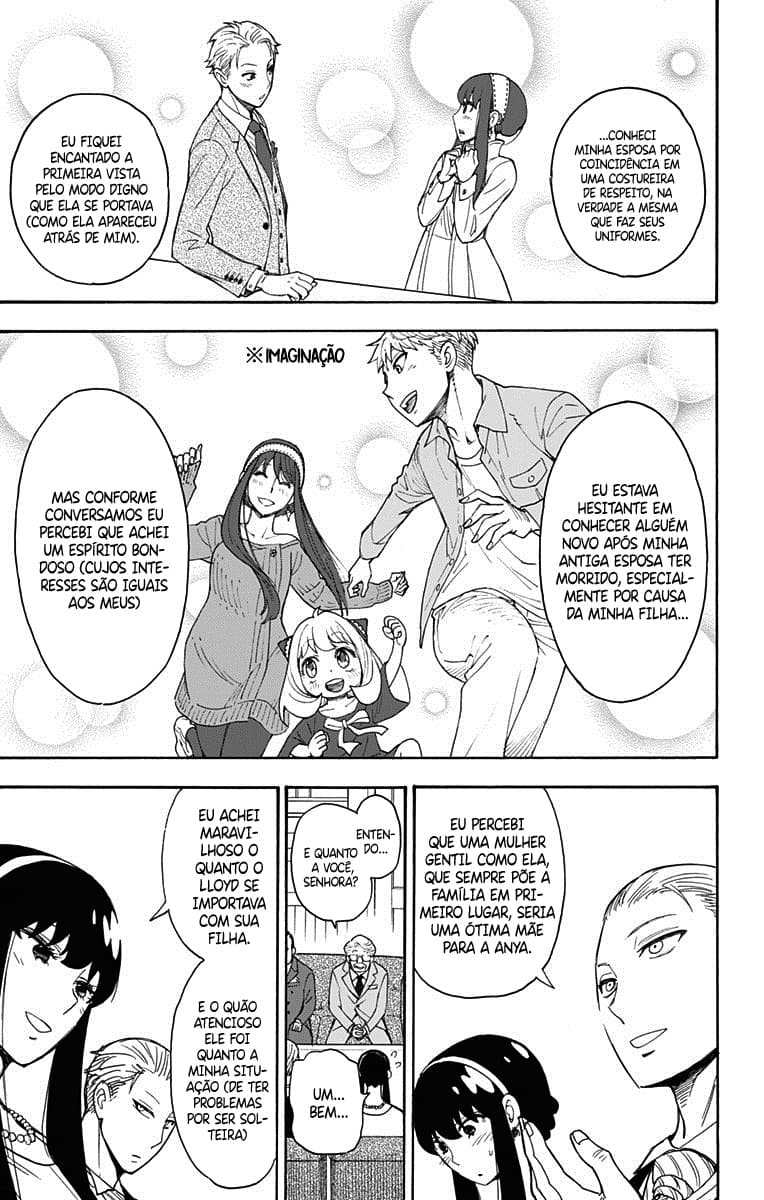 ...CONHECI
MINHA ESPOSA POR
COINCIDÊNCIA EM
UMA COSTUREIRA
DE RESPEITO, NA
VERDADE A MESMA
QUE FAZ SEUS
UNIFORMES.
EU FIQUEI
ENCANTADO A
PRIMEIRA VISTA
PELO MODO DIGNO
QUE ELA SE PORTAVA
(COMO ELA APARECEU
ATRÁS DE MIM).
※ IMAGINAÇÃO
EU ESTAVA
HESITANTE EM
CONHECER ALGUÉM
NOVO APÓS MINHA
ANTIGA ESPOSA TER
MORRIDO, ESPECIAL-
MENTE POR CAUSA
DA MINHA FILHA...
MAS CONFORME
CONVERSAMOS EU
PERCEBI QUE ACHEI
UM ESPÍRITO BON-
DOSO (CUJOS INTE-
RESSES SÃO IGUAIS
AOS MEUS)
EU PERCEBI
QUE UMA MULHER
GENTIL COMO ELA,
QUE SEMPRE PÕE A
FAMÍLIA EM PRI-
MEIRO LUGAR, SERIA
UMA ÓTIMA MÃE
PARA A ANYA.
ENTEN-
DO...
E QUANTO
A VOCÊ,
SENHORA?
UM...
BEM...
EU ACHEI
MARAVI-
LHOSO O
QUANTO O
LLOYD SE
IMPORTAVA
COM SUA
FILHA.
E O QUÃO
ATENCIOSO
ELE FOI
QUANTO A
MINHA SITU-
AÇÃO (DE TER
PROBLEMAS
POR SER SOL-
TEIRA)